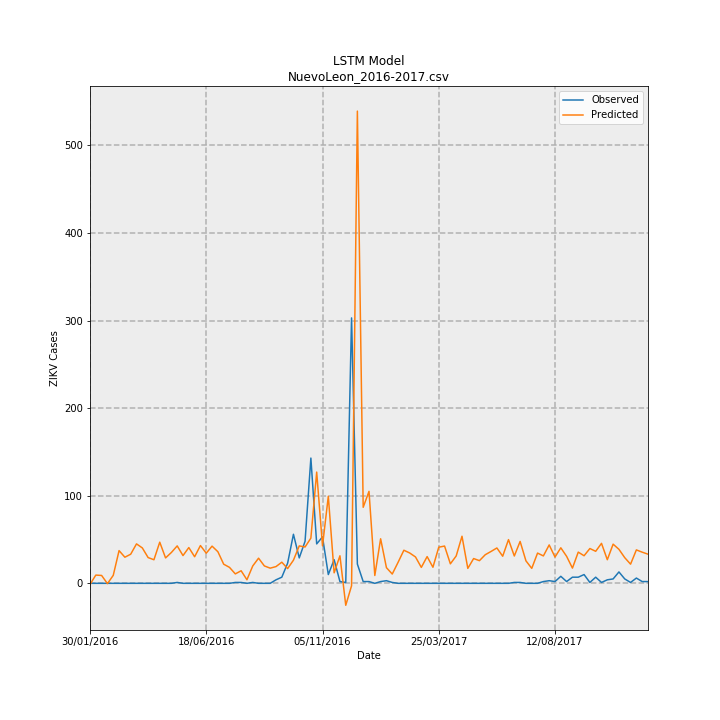 LSTM Model
NuevoLeon_2016-2017.csv
Observed
Predicted
500
400
300
200
100
0
ZIKV Cases
30/01/2016
18/06/2016
05/11/2016
25/03/2017
12/08/2017
Date